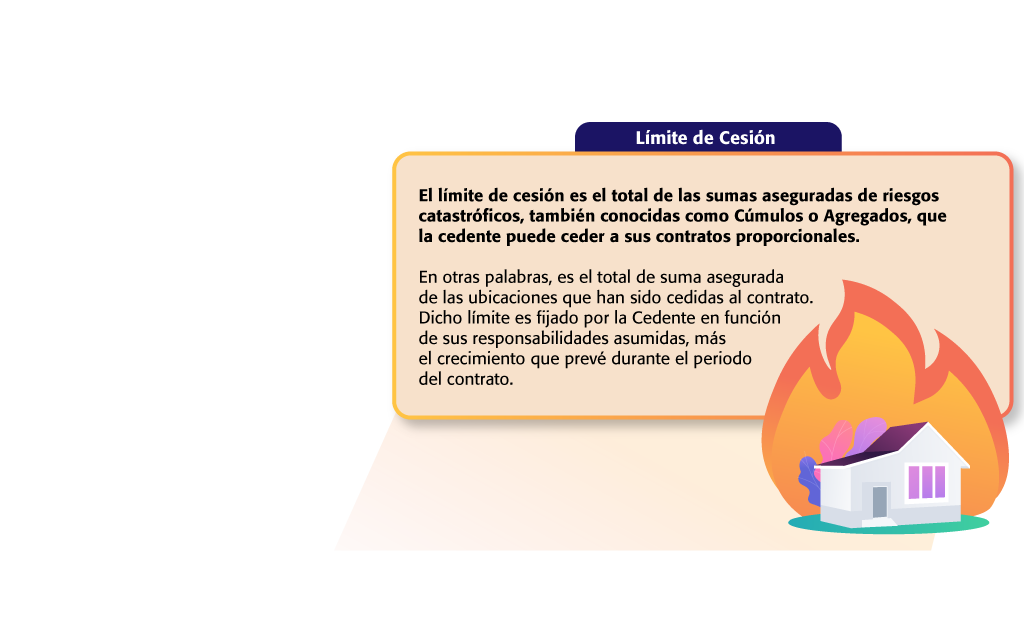 Límite de Cesión
El límite de cesión es el total de las sumas aseguradas de riesgos
catastróficos, también conocidas como Cúmulos o Agregados, que
la cedente puede ceder a sus contratos proporcionales.
En otras palabras, es el total de suma asegurada
de las ubicaciones que han sido cedidas al contrato.
Dicho límite es fijado por la Cedente en función
de sus responsabilidades asumidas, más
el crecimiento que prevé durante el periodo
del contrato.